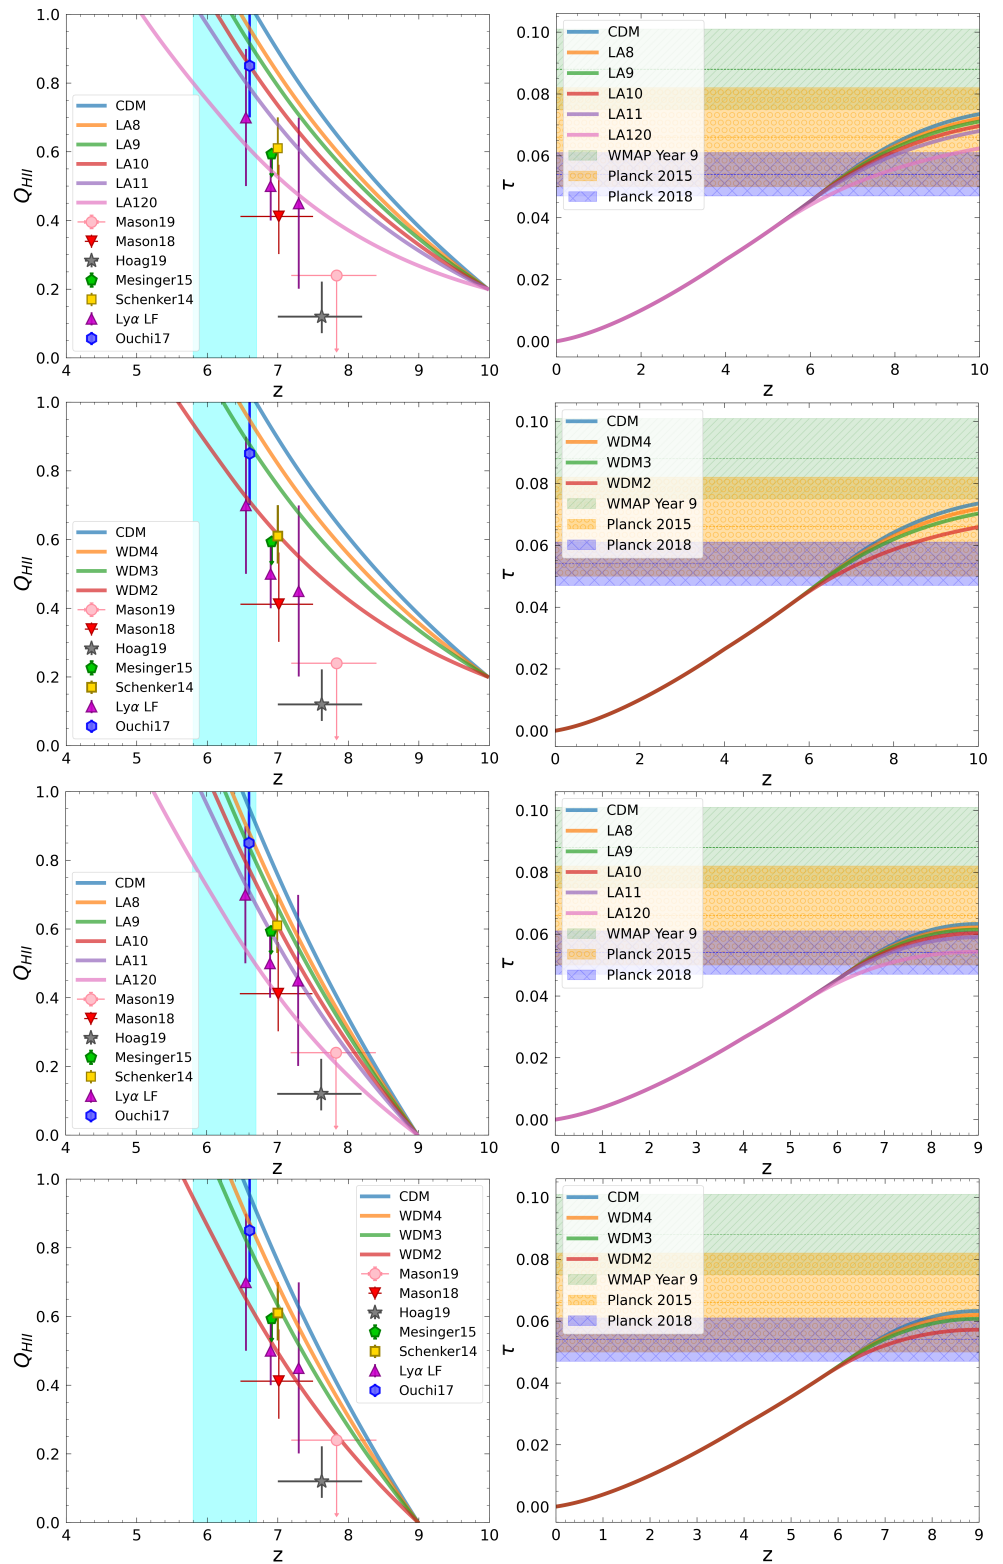 1.0
0.8
0.6
0.4
0.2
0.0
Q_HII
4 5 6 7 8 9 10
z
CDM
LA8
LA9
LA10
LA11
LA120
Mason19
Mason18
Hoag19
Mesinger15
Schenker14
Lyα LF
Ouchi17
0.10
0.08
0.06
0.04
0.02
0.00
τ
0 2 4 6 8 10
z
CDM
LA8
LA9
LA10
LA11
LA120
WMAP Year 9
Planck 2015
Planck 2018
1.0
0.8
0.6
0.4
0.2
0.0
Q_HII
4 5 6 7 8 9 10
z
CDM
WDM4
WDM3
WDM2
Mason19
Mason18
Hoag19
Mesinger15
Schenker14
Lyα LF
Ouchi17
0.10
0.08
0.06
0.04
0.02
0.00
τ
0 2 4 6 8 10
z
CDM
WDM4
WDM3
WDM2
WMAP Year 9
Planck 2015
Planck 2018
1.0
0.8
0.6
0.4
0.2
0.0
Q_HII
4 5 6 7 8 9 10
z
CDM
LA8
LA9
LA10
LA11
LA120
Mason19
Mason18
Hoag19
Mesinger15
Schenker14
Lyα LF
Ouchi17
0.10
0.08
0.06
0.04
0.02
0.00
τ
0 1 2 3 4 5 6 7 8 9
z
CDM
LA8
LA9
LA10
LA11
LA120
WMAP Year 9
Planck 2015
Planck 2018
1.0
0.8
0.6
0.4
0.2
0.0
Q_HII
4 5 6 7 8 9 10
z
CDM
WDM4
WDM3
WDM2
Mason19
Mason18
Hoag19
Mesinger15
Schenker14
Lyα LF
Ouchi17
0.10
0.08
0.06
0.04
0.02
0.00
τ
0 1 2 3 4 5 6 7 8 9
z
CDM
WDM4
WDM3
WDM2
WMAP Year 9
Planck 2015
Planck 2018